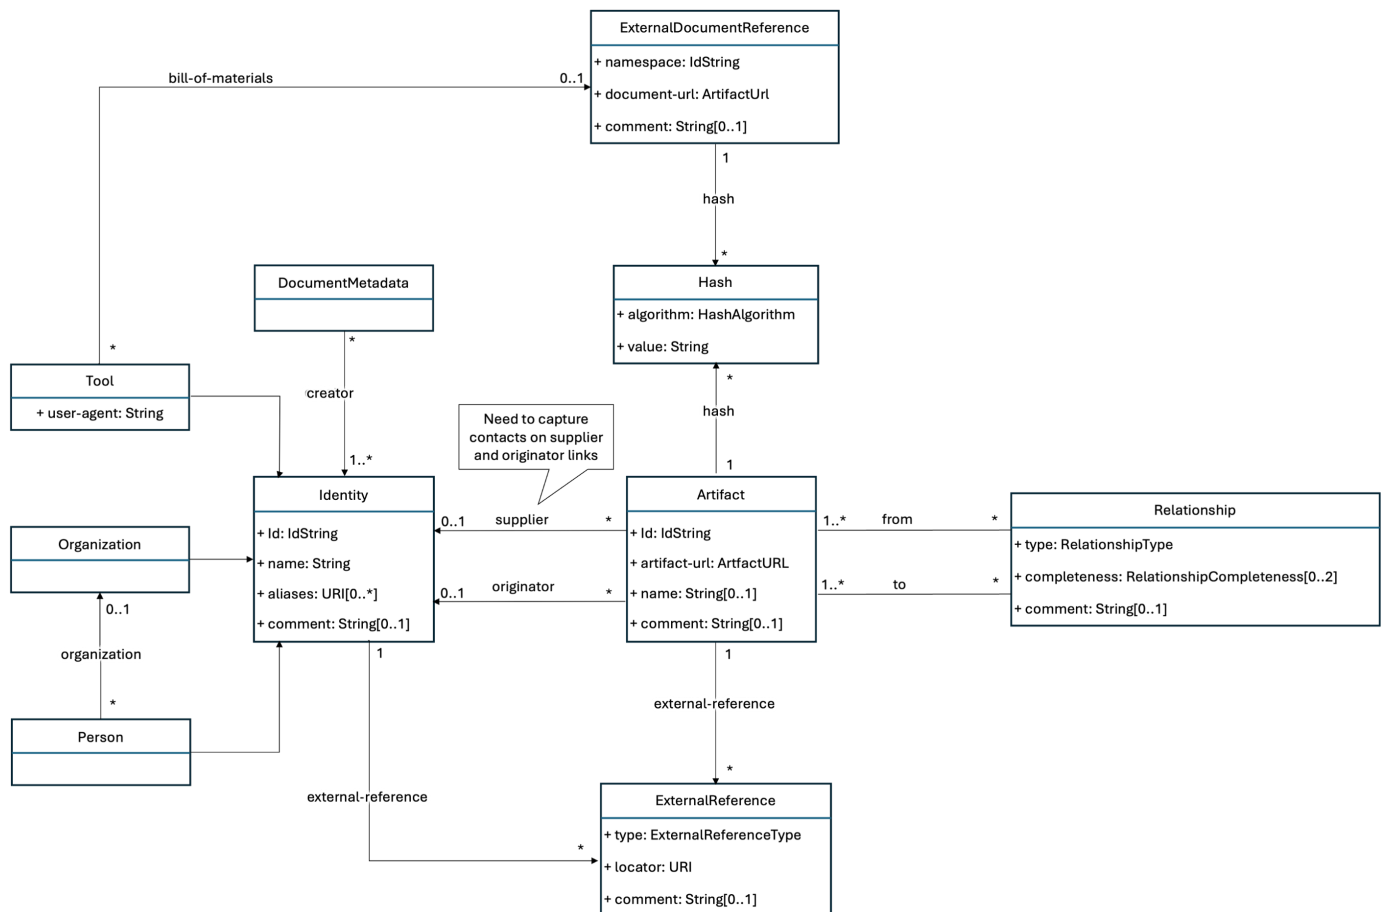 ExternalDocumentReference
+ namespace: IdString
+ document-url: ArtifactUrl
+ comment: String[0..1]
bill-of-materials
0..1
1
hash
*
DocumentMetadata
Hash
+ algorithm: HashAlgorithm
+ value: String
*
Tool
+ user-agent: String
*
creator
1..*
*
hash
1
Need to capture
contacts on supplier
and originator links
Identity
+ Id: IdString
+ name: String
+ aliases: URI[0..*]
+ comment: String[0..1]
0..1
supplier
*
0..1
originator
*
Artifact
+ Id: IdString
+ artifact-url: ArtfactURL
+ name: String[0..1]
+ comment: String[0..1]
1..*
from
*
1..*
to
*
Relationship
+ type: RelationshipType
+ completeness: RelationshipCompleteness[0..2]
+ comment: String[0..1]
Organization
0..1
organization
*
Person
1
external-reference
*
1
external-reference
*
ExternalReference
+ type: ExternalReferenceType
+ locator: URI
+ comment: String[0..1]